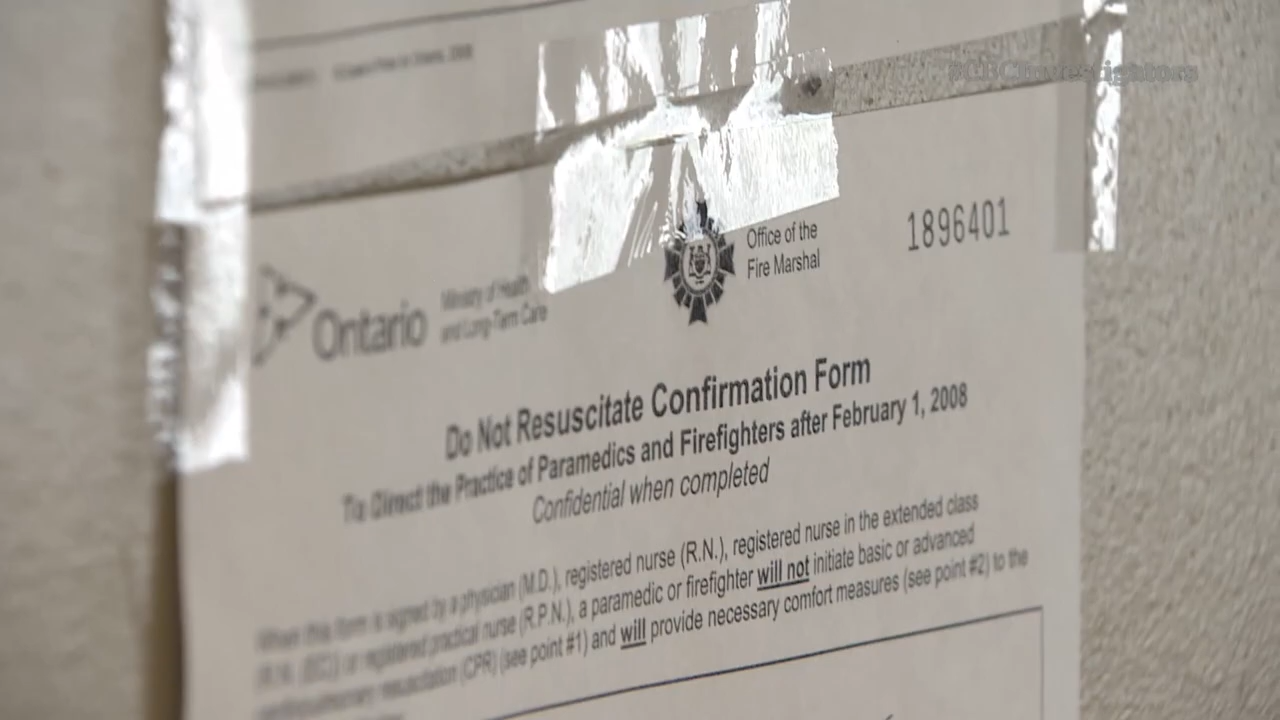 @CBCInvestigators
1896401
Office of the
Fire Marshal
Ontario
Ministry of Health
and Long-Term Care
Do Not Resuscitate Confirmation Form
To Direct the Practice of Paramedics and Firefighters after February 1, 2008
Confidential when completed
When this form is signed by a physician (M.D.), registered nurse (R.N.), registered nurse in the extended class
(R.N. (EC)) or registered practical nurse (R.P.N.), a paramedic or firefighter will not initiate basic or advanced
cardiopulmonary resuscitation (CPR) (see point #1) and will provide necessary comfort measures (see point #2) to the